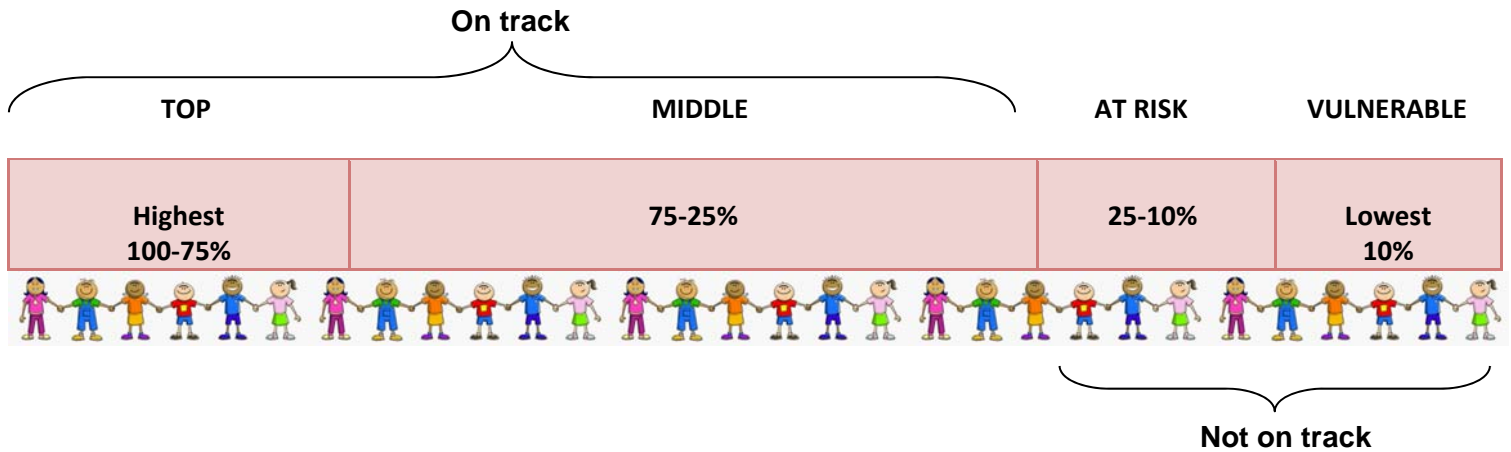 On track
TOP MIDDLE AT RISK VULNERABLE
Highest 75-25% 25-10% Lowest
100-75% 10%
Not on track